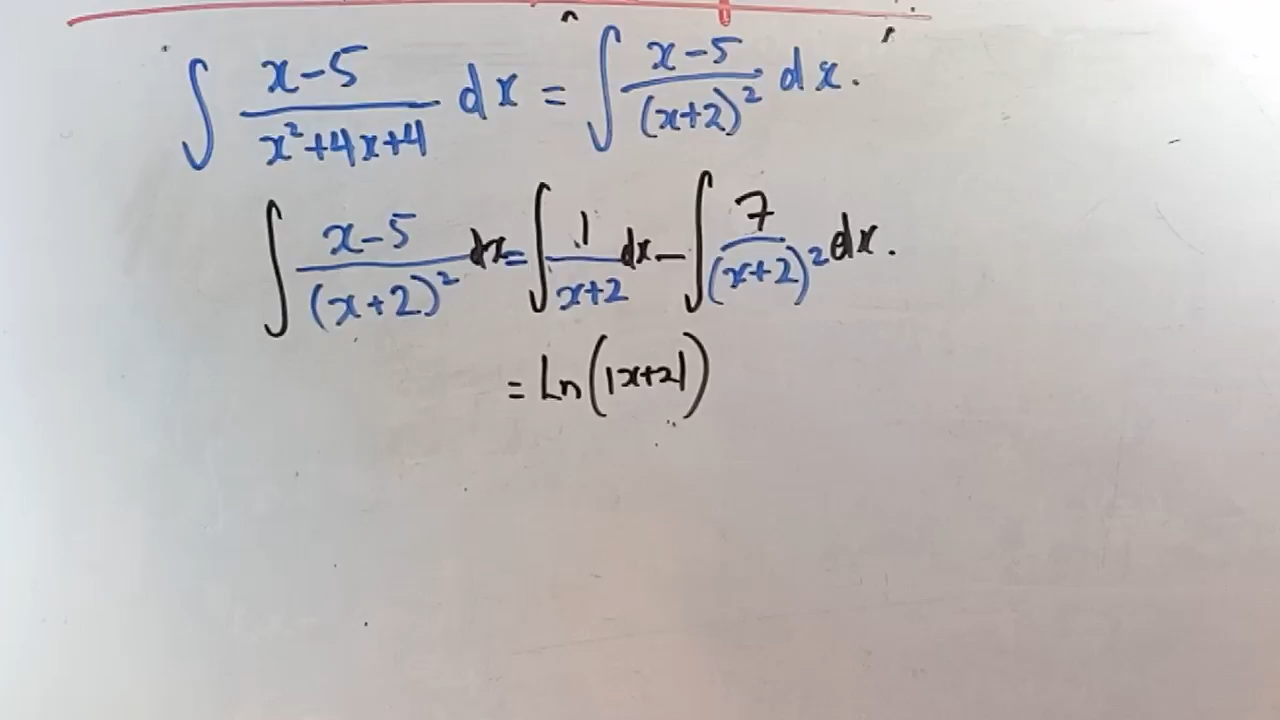 ∫ (x-5)/(x²+4x+4) dx = ∫ (x-5)/(x+2)² dx.
∫ (x-5)/(x+2)² dx = ∫ 1/(x+2) dx - ∫ 7/(x+2)² dx.
= Ln(|x+2|)